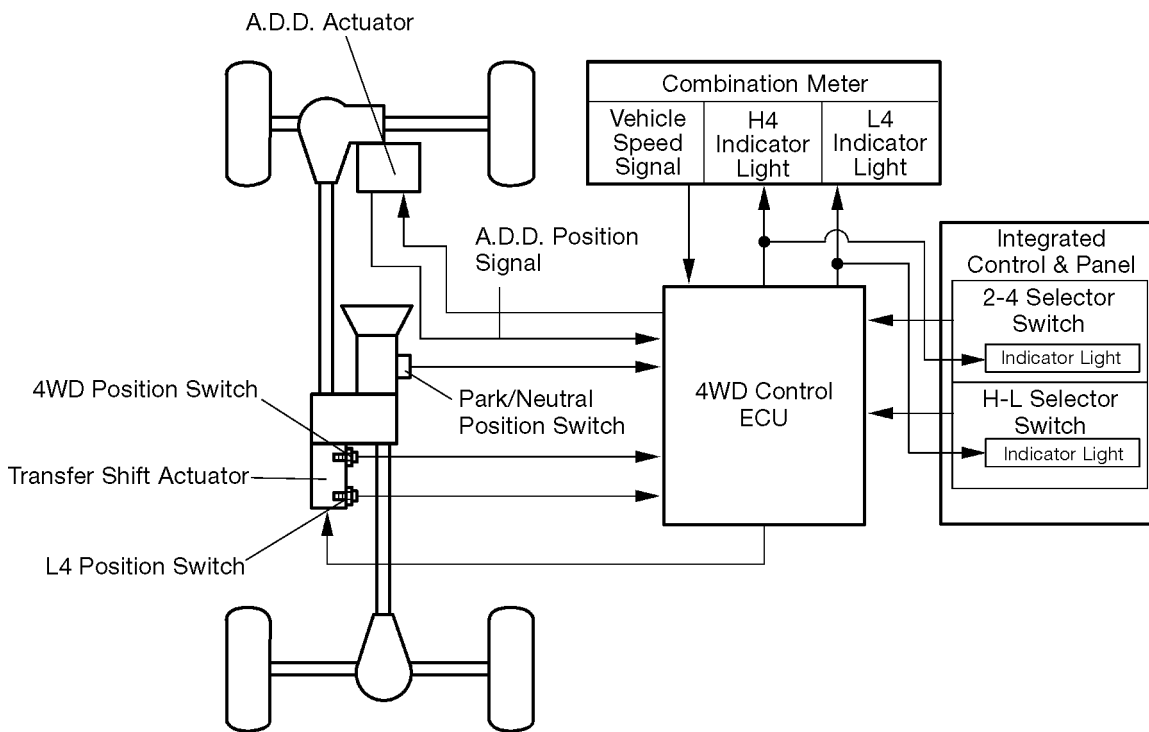 A.D.D. Actuator
Combination Meter
Vehicle
Speed
Signal
H4
Indicator
Light
L4
Indicator
Light
A.D.D. Position
Signal
Integrated
Control & Panel
2-4 Selector
Switch
Indicator Light
H-L Selector
Switch
Indicator Light
4WD Control
ECU
4WD Position Switch
Park/Neutral
Position Switch
Transfer Shift Actuator
L4 Position Switch